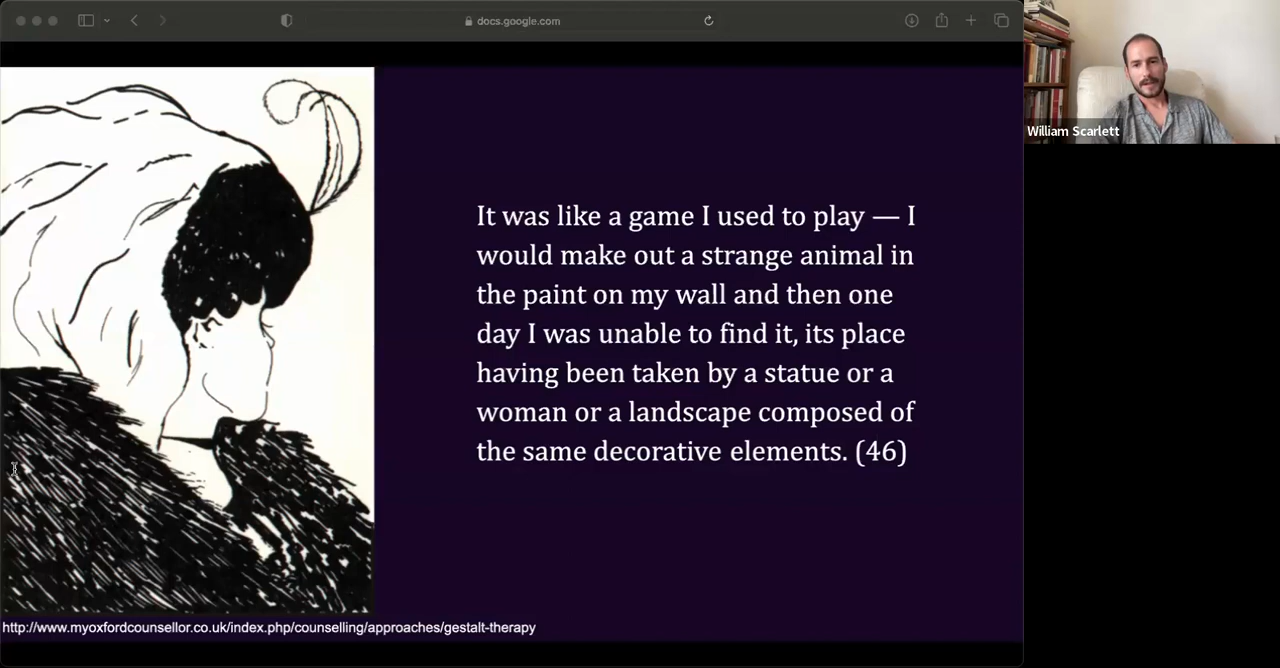 docs.google.com
William Scarlett
It was like a game I used to play — I
would make out a strange animal in
the paint on my wall and then one
day I was unable to find it, its place
having been taken by a statue or a
woman or a landscape composed of
the same decorative elements. (46)
http://www.myoxfordcounsellor.co.uk/index.php/counselling/approaches/gestalt-therapy